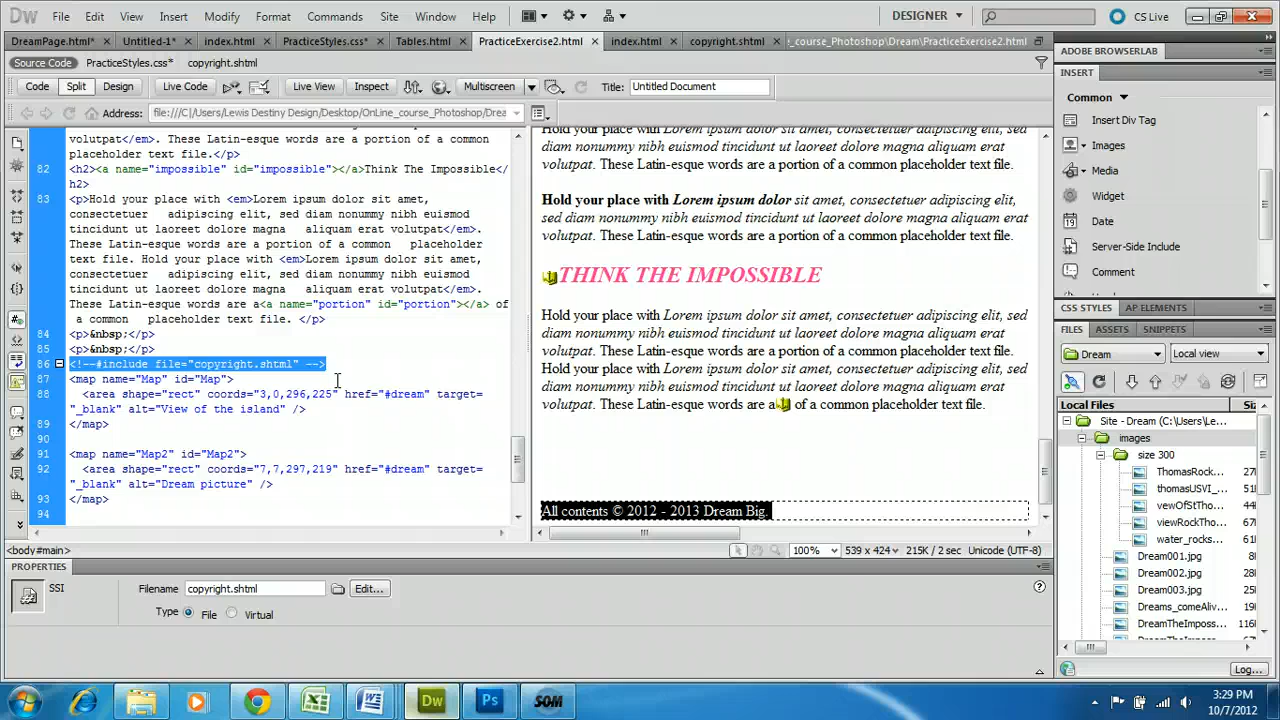 Dw File Edit View Insert Modify Format Commands Site Window Help DESIGNER CS Live
DreamPage.html* Untitled-1* index.html PracticeStyles.css* Tables.html PracticeExercise2.html index.html copyright.shtml _course_Photoshop\Dream\PracticeExercise2.html
Source Code PracticeStyles.css* copyright.shtml
Code Split Design Live Code Live View Inspect Multiscreen Title: Untitled Document
Address: file:///C|/Users/Lewis Destiny Design/Desktop/OnLine_course_Photoshop/Drea
volutpat</em>. These Latin-esque words are a portion of a common
placeholder text file.</p>
82 <h2><a name="impossible" id="impossible"></a>Think The Impossible</
h2>
83 <p>Hold your place with <em>Lorem ipsum dolor sit amet,
consectetuer adipiscing elit, sed diam nonummy nibh euismod
tincidunt ut laoreet dolore magna aliquam erat volutpat</em>.
These Latin-esque words are a portion of a common placeholder
text file. Hold your place with <em>Lorem ipsum dolor sit amet,
consectetuer adipiscing elit, sed diam nonummy nibh euismod
tincidunt ut laoreet dolore magna aliquam erat volutpat</em>.
These Latin-esque words are a<a name="portion" id="portion"></a> of
a common placeholder text file. </p>
84 <p>&nbsp;</p>
85 <p>&nbsp;</p>
86 <!--#include file="copyright.shtml" -->
87 <map name="Map" id="Map">
88 <area shape="rect" coords="3,0,296,225" href="#dream" target=
"_blank" alt="View of the island" />
89 </map>
90
91 <map name="Map2" id="Map2">
92 <area shape="rect" coords="7,7,297,219" href="#dream" target=
"_blank" alt="Dream picture" />
93 </map>
94
Hold your place with Lorem ipsum dolor sit amet, consectetuer adipiscing elit, sed
diam nonummy nibh euismod tincidunt ut laoreet dolore magna aliquam erat
volutpat. These Latin-esque words are a portion of a common placeholder text file.
Hold your place with Lorem ipsum dolor sit amet, consectetuer adipiscing elit,
sed diam nonummy nibh euismod tincidunt ut laoreet dolore magna aliquam erat
volutpat. These Latin-esque words are a portion of a common placeholder text file.
THINK THE IMPOSSIBLE
Hold your place with Lorem ipsum dolor sit amet, consectetuer adipiscing elit, sed
diam nonummy nibh euismod tincidunt ut laoreet dolore magna aliquam erat
volutpat. These Latin-esque words are a portion of a common placeholder text file.
Hold your place with Lorem ipsum dolor sit amet, consectetuer adipiscing elit, sed
diam nonummy nibh euismod tincidunt ut laoreet dolore magna aliquam erat
volutpat. These Latin-esque words are a of a common placeholder text file.
All contents © 2012 - 2013 Dream Big.
<body#main> 100% 539 x 424 215K / 2 sec Unicode (UTF-8)
PROPERTIES
SSI Filename copyright.shtml Edit...
Type File Virtual
ADOBE BROWSERLAB
INSERT
Common
Insert Div Tag
Images
Media
Widget
Date
Server-Side Include
Comment
CSS STYLES AP ELEMENTS
FILES ASSETS SNIPPETS
Dream Local view
Local Files Siz
Site - Dream (C:\Users\Le...
images
size 300
ThomasRock... 27
thomasUSVI_... 51
vewOfStTho... 44
viewRockTho... 67
water_rocks...
Dream001.jpg 8
Dream002.jpg 28
Dream003.jpg 25
Dreams_comeAliv... 19
DreamTheImposs... 116
Log...
Dw Ps SOM
3:29 PM
10/7/2012